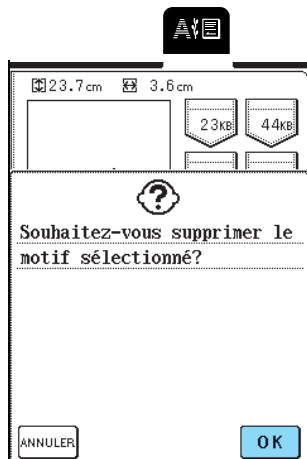 A
23.7cm 3.6cm
23KB 44KB
Souhaitez-vous supprimer le
motif sélectionné?
ANNULER OK